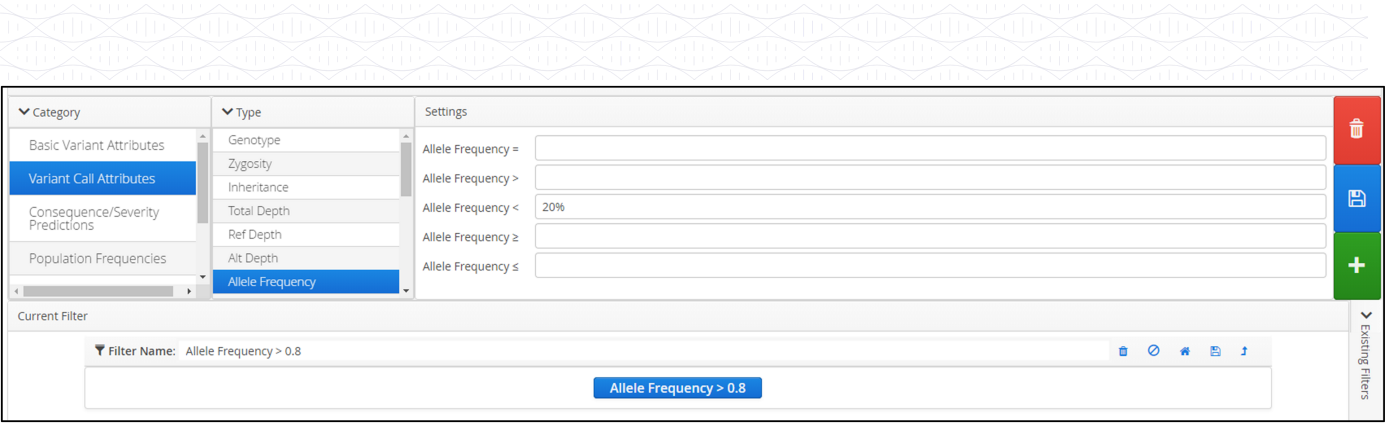 Category
Type
Settings
Basic Variant Attributes
Variant Call Attributes
Consequence/Severity
Predictions
Population Frequencies
Genotype
Zygosity
Inheritance
Total Depth
Ref Depth
Alt Depth
Allele Frequency
Allele Frequency =
Allele Frequency >
Allele Frequency < 20%
Allele Frequency ≥
Allele Frequency ≤
Current Filter
Existing Filters
Filter Name: Allele Frequency > 0.8
Allele Frequency > 0.8